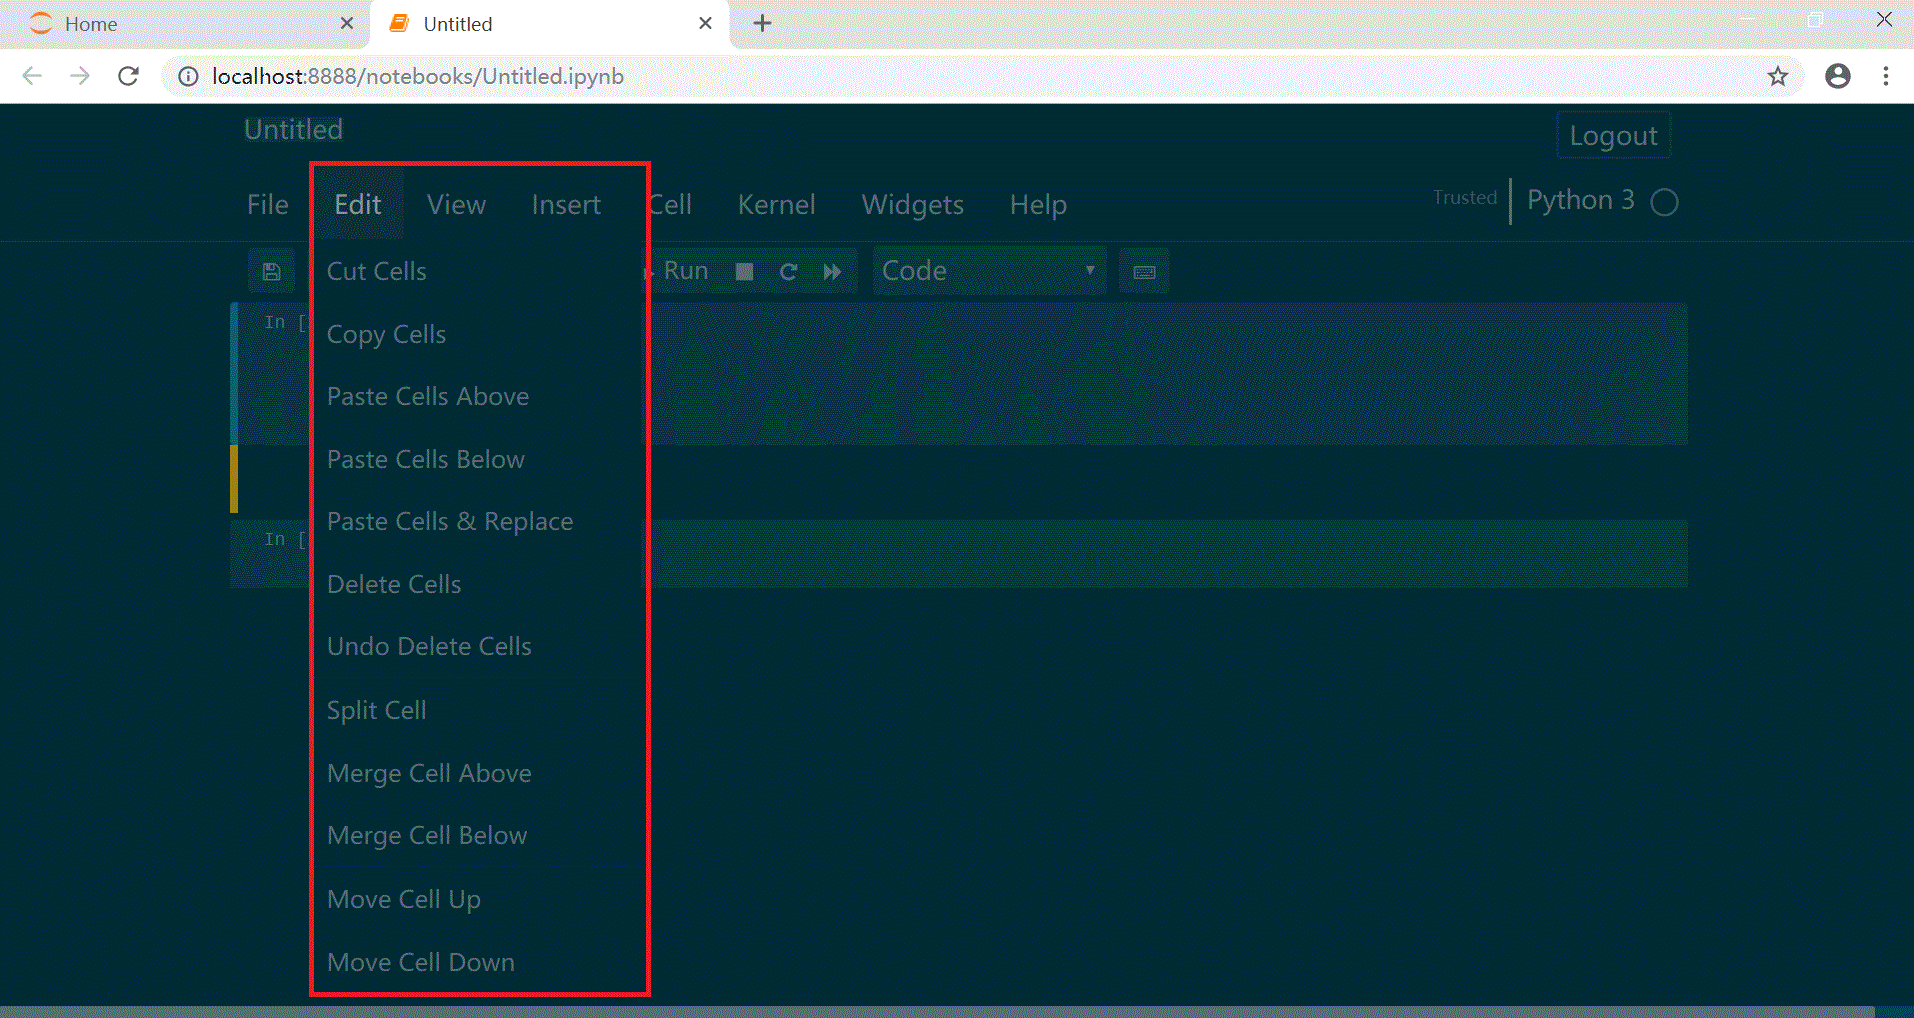 Home
Untitled
localhost:8888/notebooks/Untitled.ipynb
Untitled
Logout
File Edit View Insert Cell Kernel Widgets Help Trusted Python 3
Run Code
Cut Cells
In [
Copy Cells
Paste Cells Above
Paste Cells Below
Paste Cells & Replace
In [
Delete Cells
Undo Delete Cells
Split Cell
Merge Cell Above
Merge Cell Below
Move Cell Up
Move Cell Down